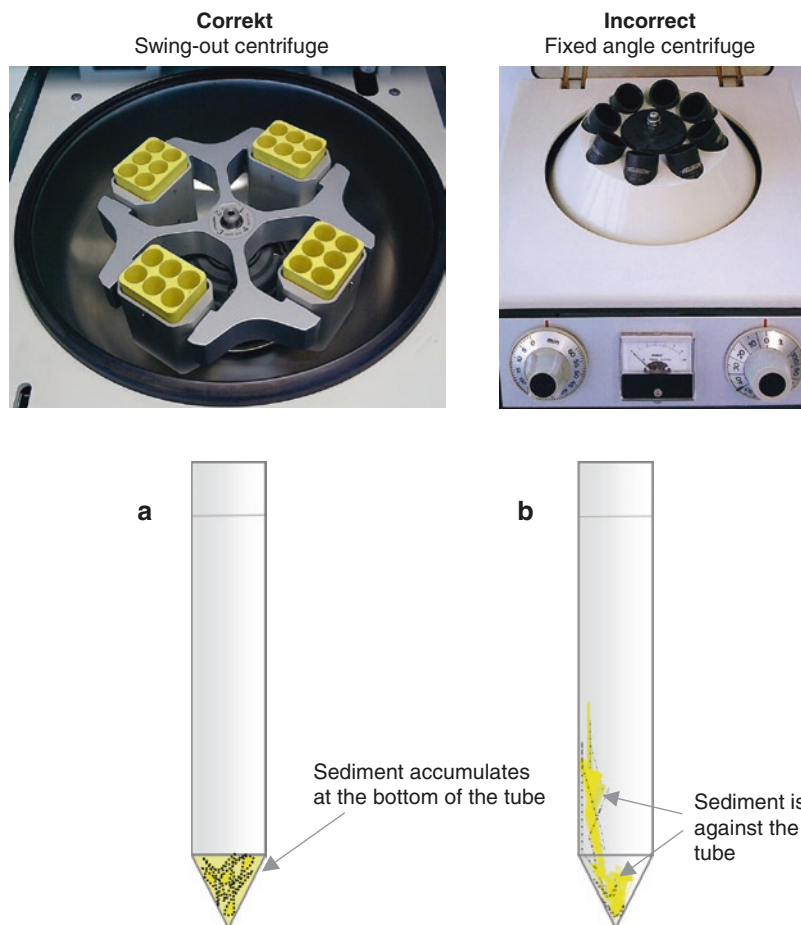 Correkt
Swing-out centrifuge
Incorrect
Fixed angle centrifuge
min
a
b
Sediment accumulates
at the bottom of the tube
Sediment is
against the
tube